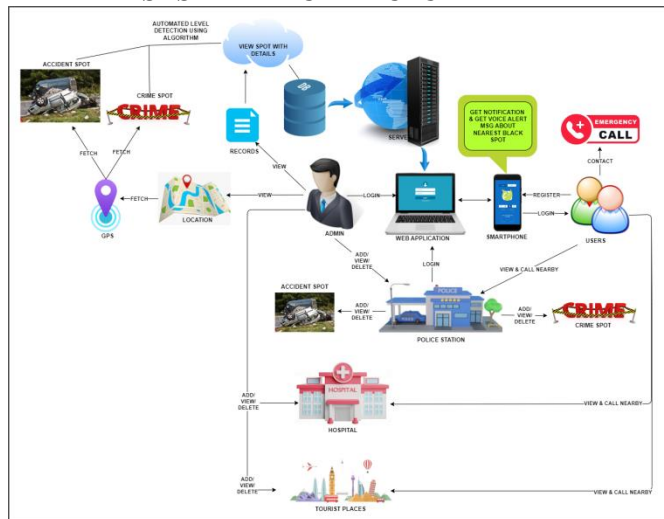 AUTOMATED LEVEL
DETECTION USING
ALGORITHM
VIEW SPOT WITH
DETAILS
ACCIDENT SPOT
CRIME
CRIME SPOT
GET NOTIFICATION
& GET VOICE ALERT
MSG ABOUT
NEAREST BLACK
SPOT
EMERGENCY
CALL
SERVER
RECORDS
FETCH
FETCH
VIEW
CONTACT
GPS
FETCH
LOCATION
VIEW
ADMIN
LOGIN
WEB APPLICATION
SMARTPHONE
REGISTER
LOGIN
USERS
ADD/
VIEW/
DELETE
LOGIN
VIEW & CALL NEARBY
ACCIDENT SPOT
ADD/
VIEW/
DELETE
POLICE
POLICE STATION
ADD/
VIEW/
DELETE
CRIME
CRIME SPOT
ADD/
VIEW/
DELETE
HOSPITAL
HOSPITAL
VIEW & CALL NEARBY
ADD/
VIEW/
DELETE
TOURIST PLACES
VIEW & CALL NEARBY